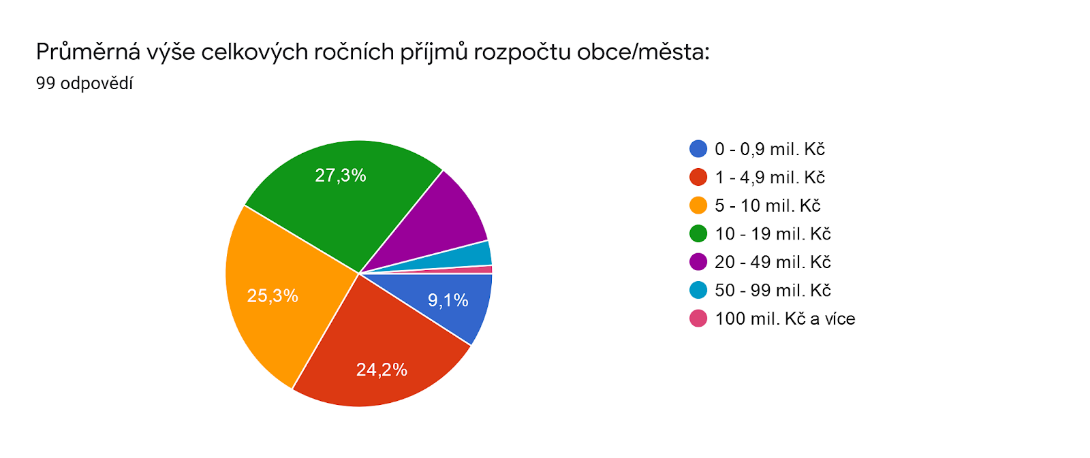 Průměrná výše celkových ročních příjmů rozpočtu obce/města:
99 odpovědí
27,3%
25,3%
9,1%
24,2%
0 - 0,9 mil. Kč
1 - 4,9 mil. Kč
5 - 10 mil. Kč
10 - 19 mil. Kč
20 - 49 mil. Kč
50 - 99 mil. Kč
100 mil. Kč a více